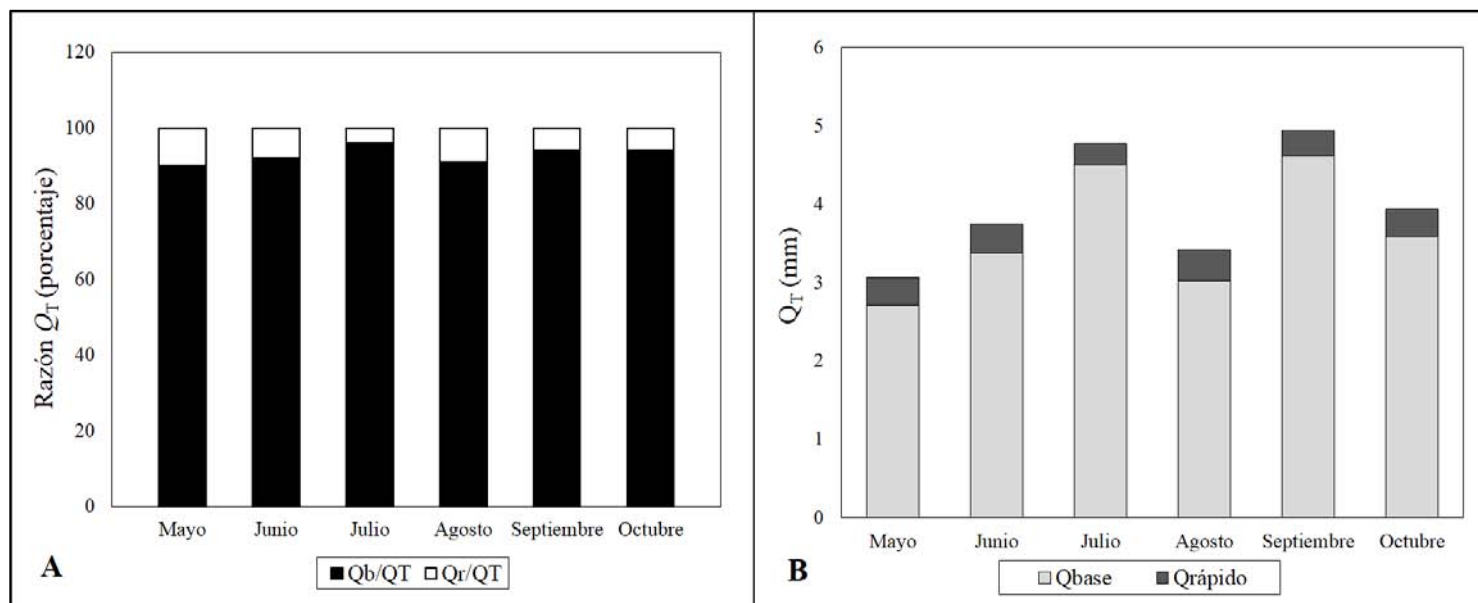 120
100
80
60
40
20
0
Razón QT (porcentaje)
Mayo Junio Julio Agosto Septiembre Octubre
A
Qb/QT Qr/QT
6
5
4
3
2
1
0
QT (mm)
Mayo Junio Julio Agosto Septiembre Octubre
B
Qbase Qrápido